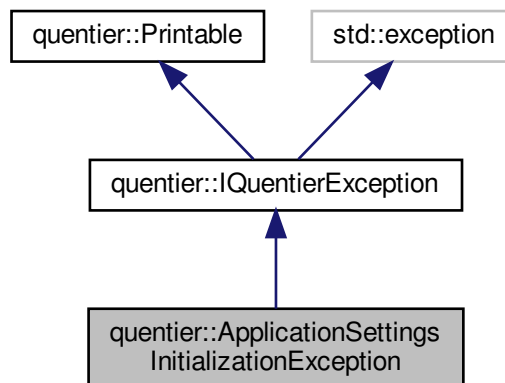 quentier::Printable
std::exception
quentier::IQuentierException
quentier::ApplicationSettings
InitializationException